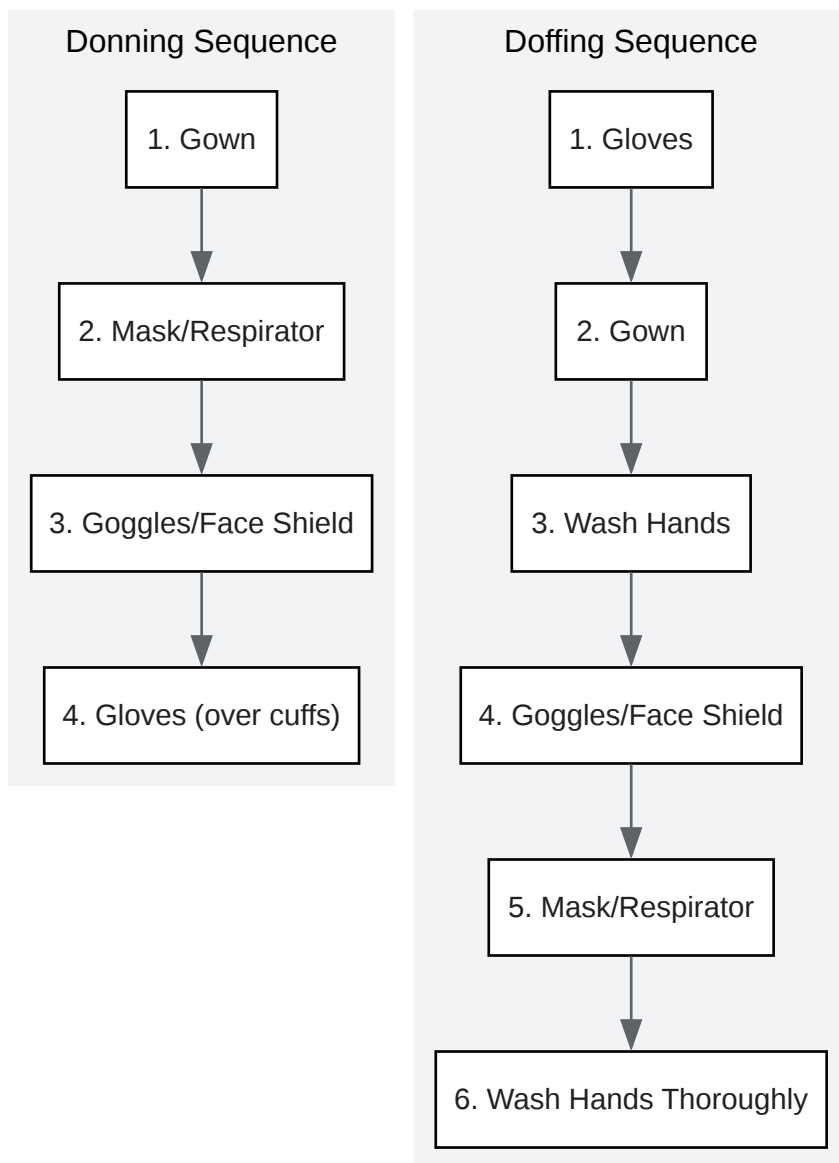 Donning Sequence
1. Gown
2. Mask/Respirator
3. Goggles/Face Shield
4. Gloves (over cuffs)
Doffing Sequence
1. Gloves
2. Gown
3. Wash Hands
4. Goggles/Face Shield
5. Mask/Respirator
6. Wash Hands Thoroughly